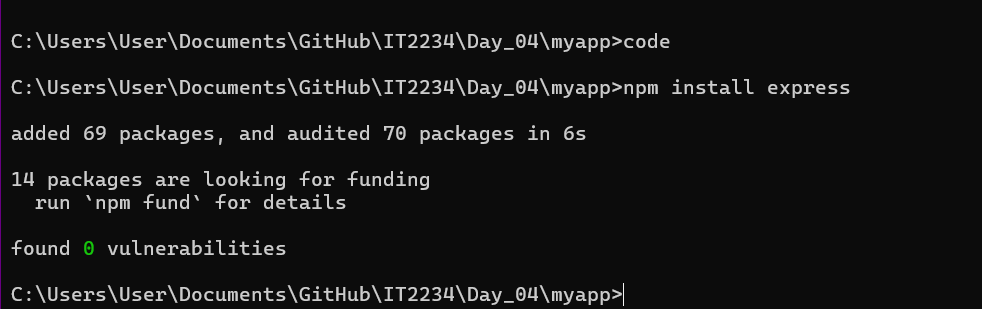 C:\Users\User\Documents\GitHub\IT2234\Day_04\myapp>code
C:\Users\User\Documents\GitHub\IT2234\Day_04\myapp>npm install express
added 69 packages, and audited 70 packages in 6s
14 packages are looking for funding
  run `npm fund` for details
found 0 vulnerabilities
C:\Users\User\Documents\GitHub\IT2234\Day_04\myapp>